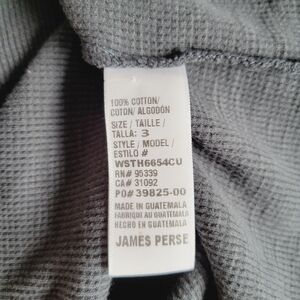 100% COTTON/
COTON/ ALGODÓN
SIZE / TAILLE /
TALLA: 3
STYLE / MODEL /
ESTILO #
WSTH6654CU
RN# 95339
CA# 31092
PO# 39825-00
MADE IN GUATEMALA
FABRIQUÉ AU GUATEMALA
HECHO EN GUATEMALA
JAMES PERSE